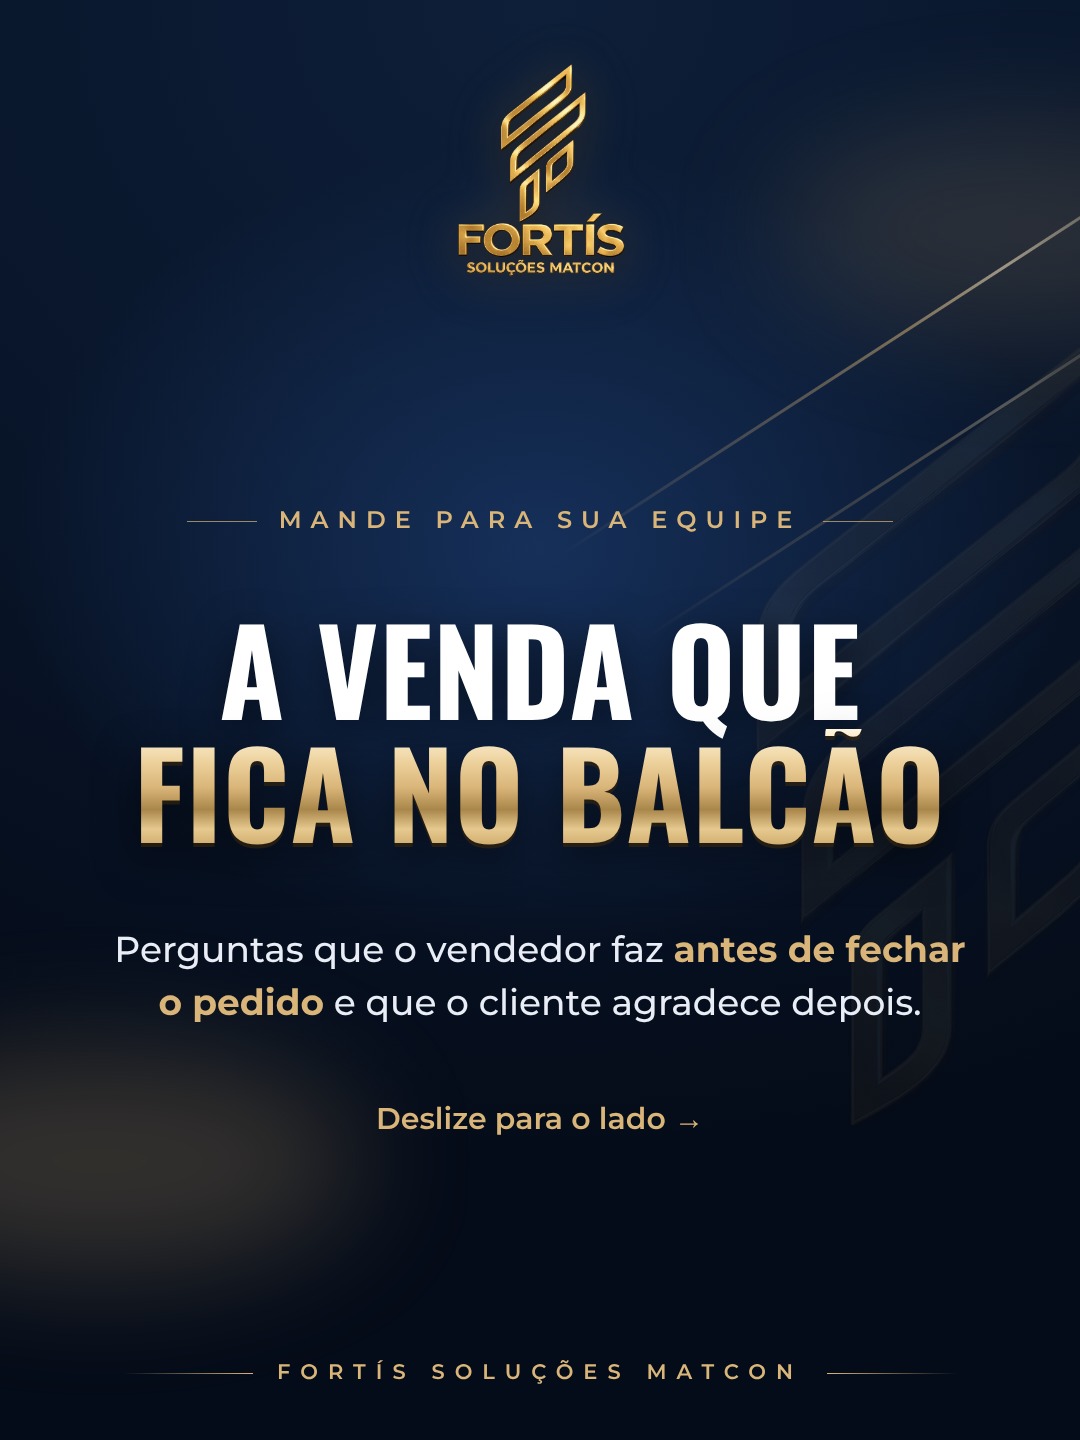 FORTÍS
SOLUÇÕES MATCON
MANDE PARA SUA EQUIPE
A VENDA QUE
FICA NO BALCÃO
Perguntas que o vendedor faz antes de fechar
o pedido e que o cliente agradece depois.
Deslize para o lado →
FORTÍS SOLUÇÕES MATCON